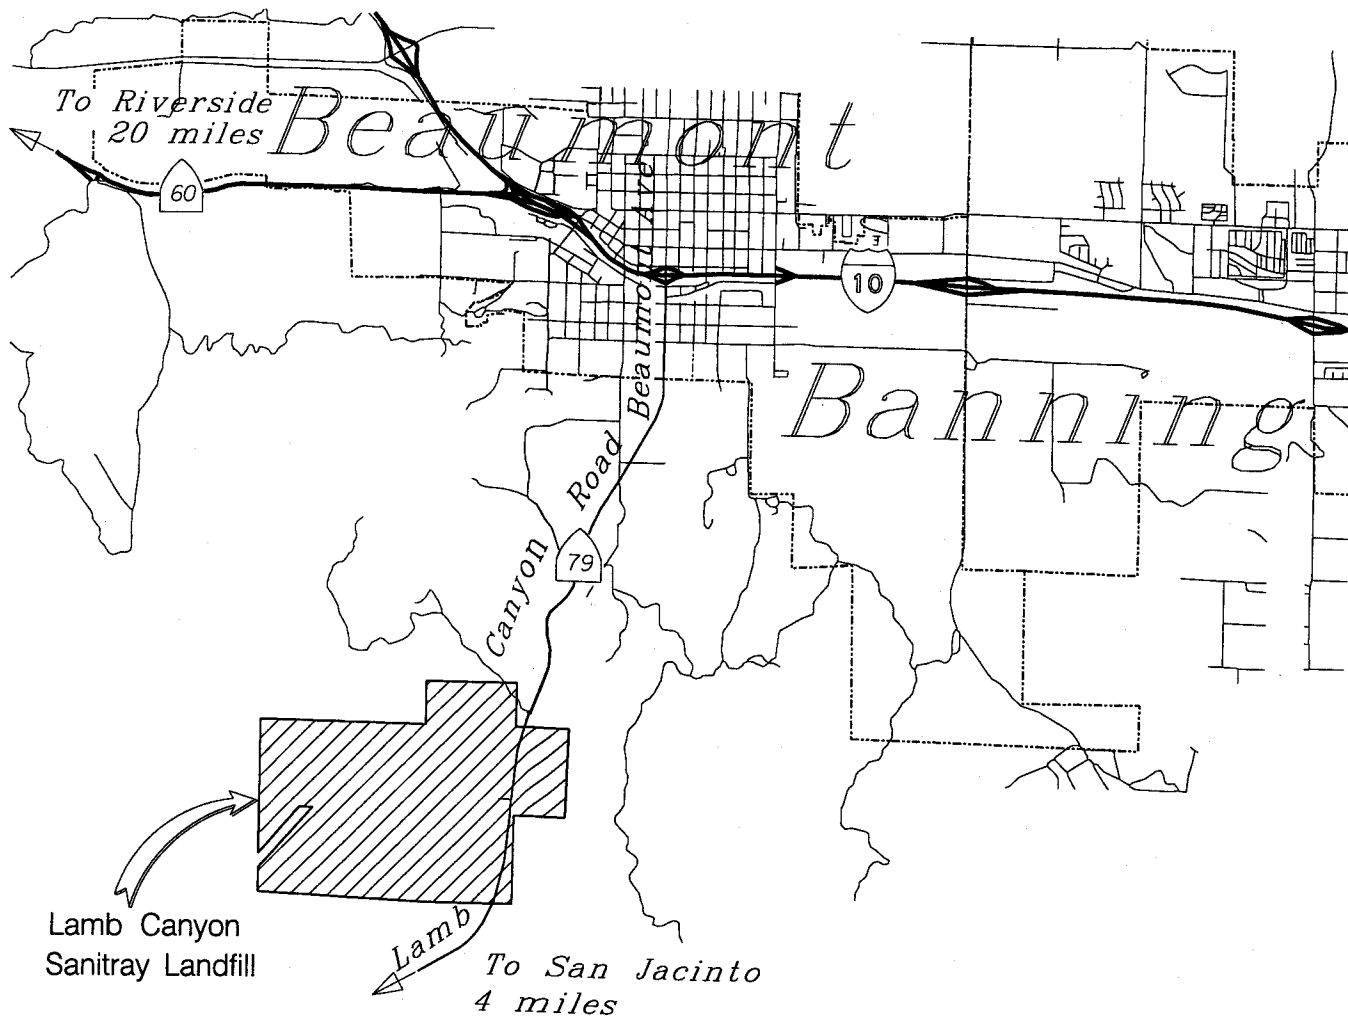 To Riverside
20 miles
Beaumont
60
10
Beaumont Ave
Banning
Lamb Canyon Road
79
Lamb Canyon
Sanitray Landfill
To San Jacinto
4 miles